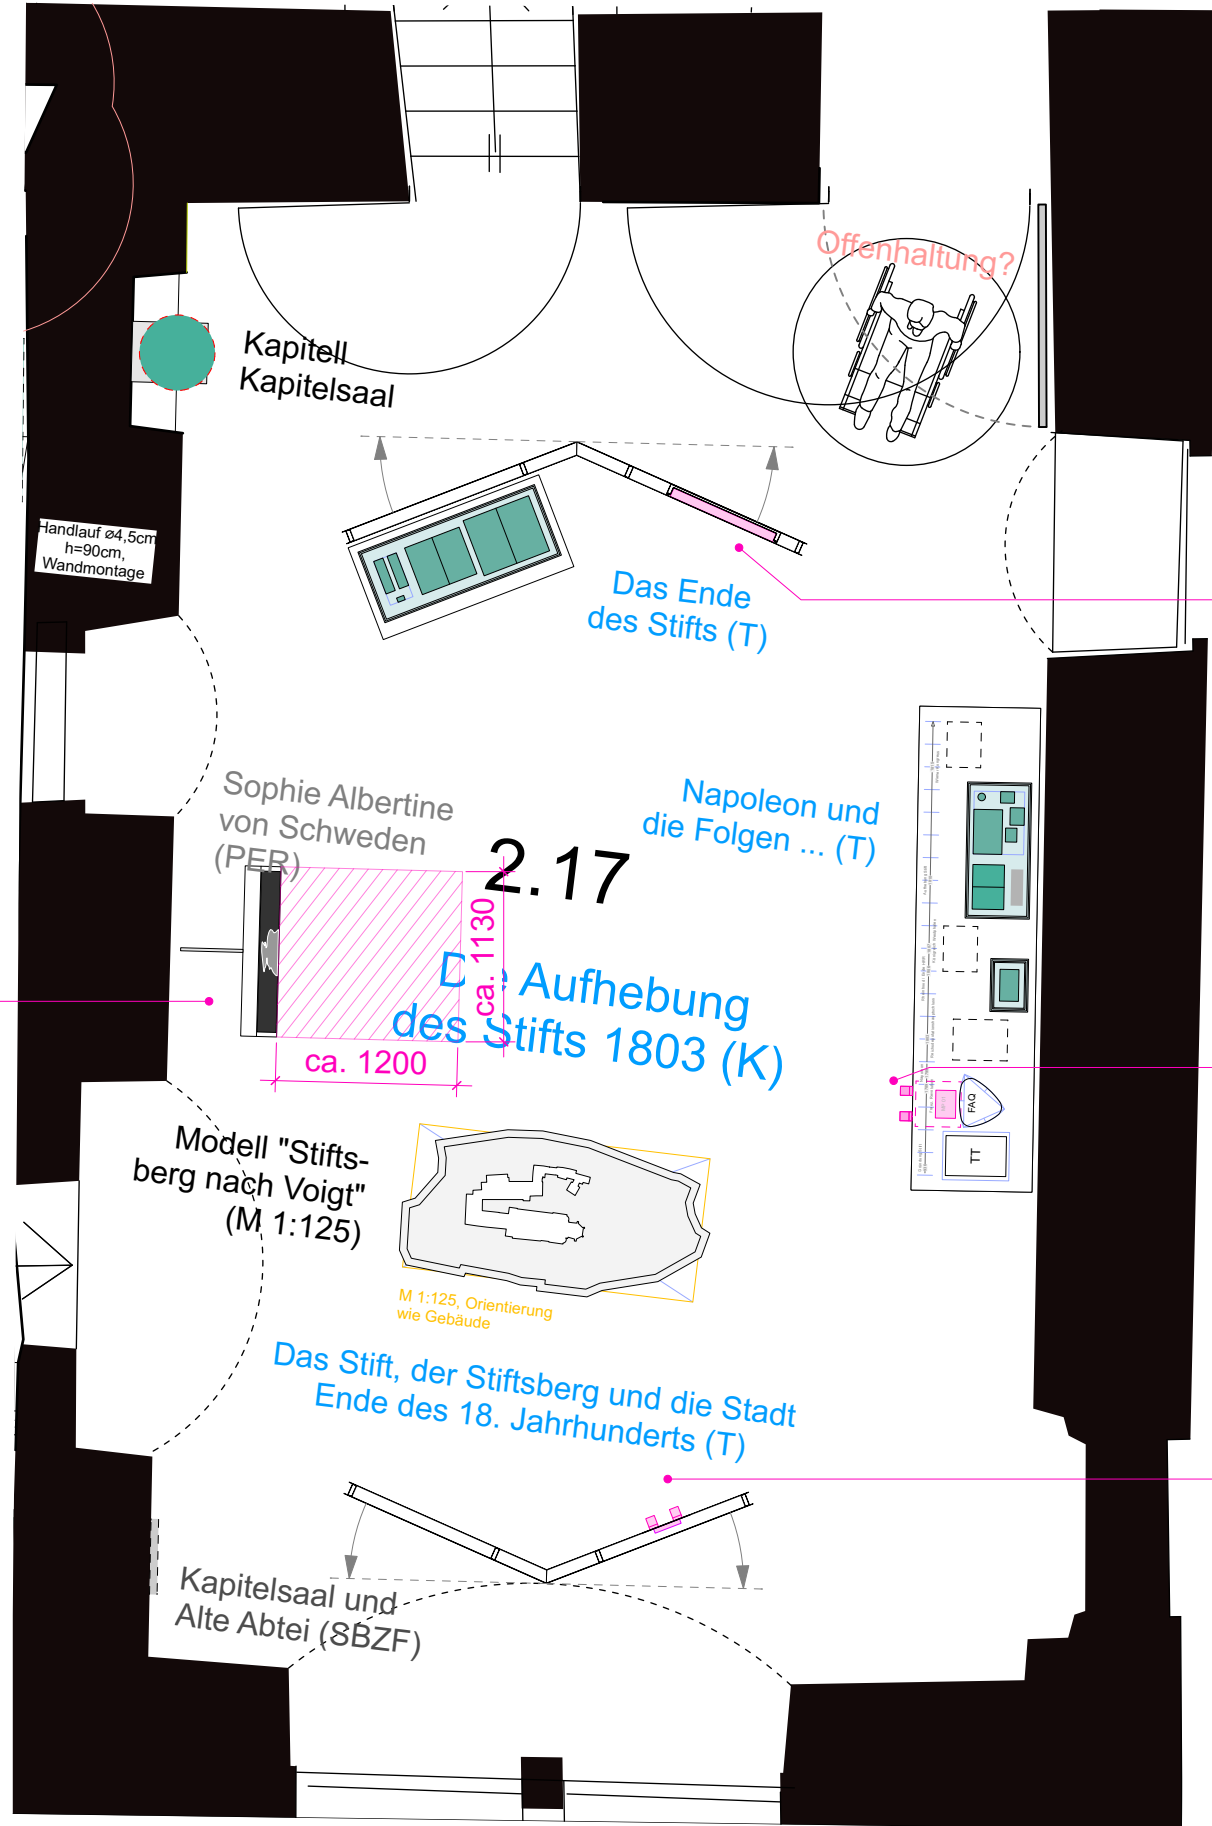 Offenhaltung?
Kapitell
Kapitelsaal
Handlauf ø4,5cm
h=90cm,
Wandmontage
Das Ende
des Stifts (T)
Sophie Albertine
von Schweden
(PER)
Napoleon und
die Folgen ... (T)
2.17
ca. 1130
Die Aufhebung
des Stifts 1803 (K)
ca. 1200
FAQ
TT
Modell "Stifts-
berg nach Voigt"
(M 1:125)
M 1:125, Orientierung
wie Gebäude
Das Stift, der Stiftsberg und die Stadt
Ende des 18. Jahrhunderts (T)
Kapitelsaal und
Alte Abtei (SBZF)